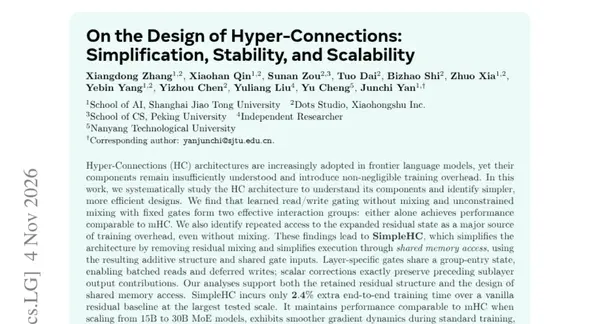 On the Design of Hyper-Connections:
Simplification, Stability, and Scalability
Xiangdong Zhang¹,², Xiaohan Qin¹,², Sunan Zou²,³, Tuo Dai², Bizhao Shi², Zhuo Xia¹,²,
Yebin Yang¹,², Yizhou Chen², Yuliang Liu⁴, Yu Cheng⁵, Junchi Yan¹,†
¹School of AI, Shanghai Jiao Tong University ²Dots Studio, Xiaohongshu Inc.
³School of CS, Peking University ⁴Independent Researcher
⁵Nanyang Technological University
†Corresponding author: yanjunchi@sjtu.edu.cn.
Hyper-Connections (HC) architectures are increasingly adopted in frontier language models, yet their
components remain insufficiently understood and introduce non-negligible training overhead. In this
work, we systematically study the HC architecture to understand its components and identify simpler,
more efficient designs. We find that learned read/write gating without mixing and unconstrained
mixing with fixed gates form two effective interaction groups: either alone achieves performance
comparable to mHC. We also identify repeated access to the expanded residual state as a major source
of training overhead, even without mixing. These findings lead to SimpleHC, which simplifies the
architecture by removing residual mixing and simplifies execution through shared memory access, using
the resulting additive structure and shared gate inputs. Layer-specific gates share a group-entry state,
enabling batched reads and deferred writes; scalar corrections exactly preserve preceding sublayer
output contributions. Our analyses support both the retained residual structure and the design
of shared memory access. SimpleHC incurs only 2.4% extra end-to-end training time over a vanilla
residual baseline at the largest tested scale. It maintains performance comparable to mHC when
scaling from 15B to 30B MoE models, exhibits smoother gradient dynamics during standard training,
cs.LG] 4 Nov 2026